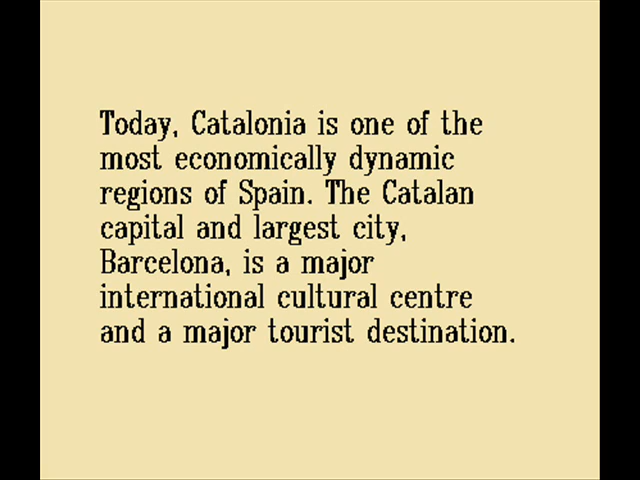 Today, Catalonia is one of the
most economically dynamic
regions of Spain. The Catalan
capital and largest city,
Barcelona, is a major
international cultural centre
and a major tourist destination.